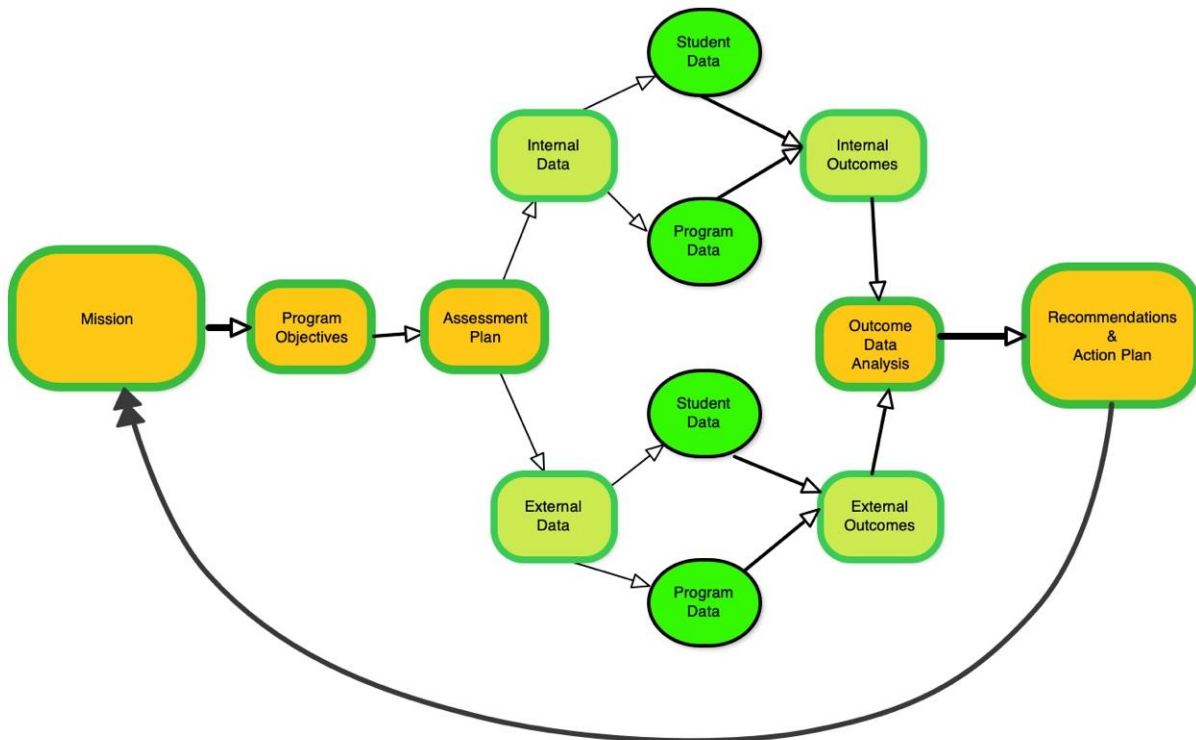 Mission
Program
Objectives
Assessment
Plan
Internal
Data
Student
Data
Program
Data
Internal
Outcomes
External
Data
Student
Data
Program
Data
External
Outcomes
Outcome
Data
Analysis
Recommendations
&
Action Plan